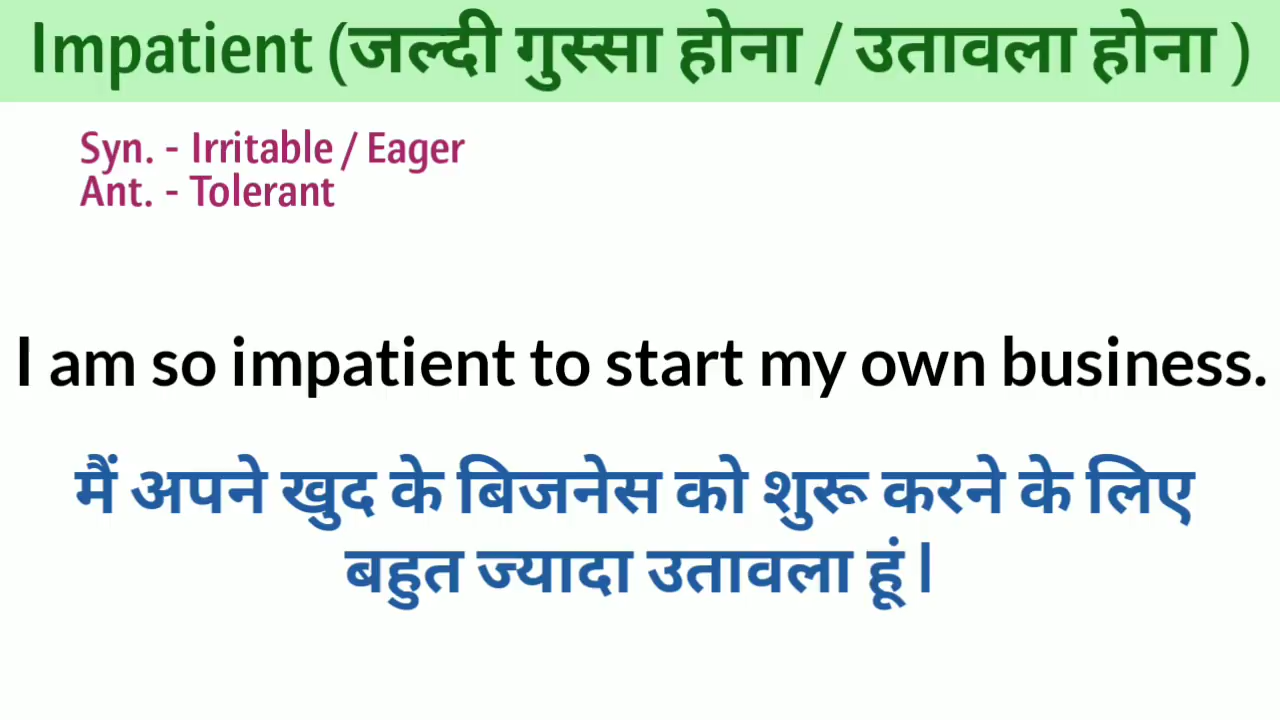 Impatient (जल्दी गुस्सा होना / उतावला होना )
Syn. - Irritable / Eager
Ant. - Tolerant
I am so impatient to start my own business.
मैं अपने खुद के बिजनेस को शुरू करने के लिए
बहुत ज्यादा उतावला हूं l